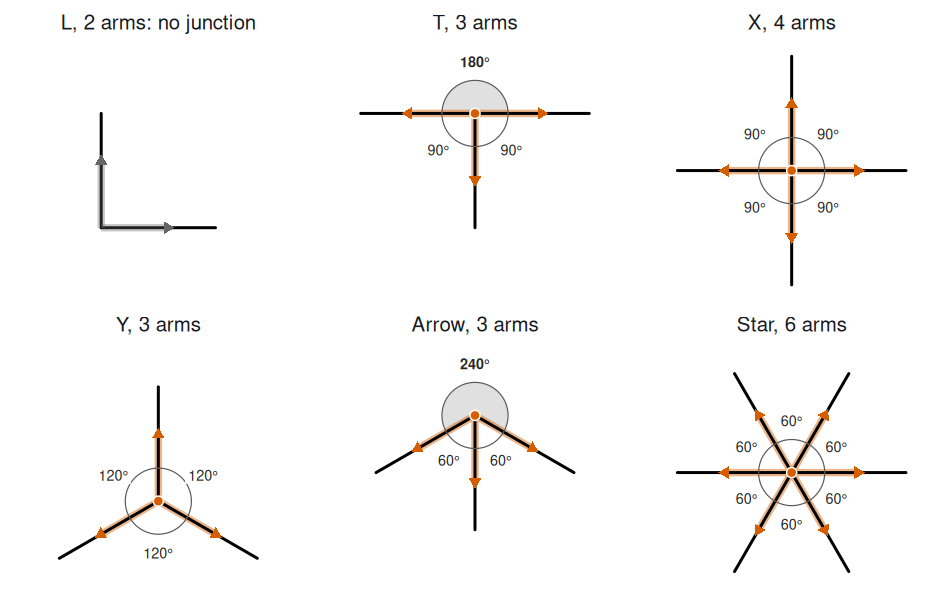 L, 2 arms: no junction
T, 3 arms
X, 4 arms
180°
90° 90°
90° 90°
90° 90°
Y, 3 arms
Arrow, 3 arms
Star, 6 arms
120° 120°
120°
240°
60° 60°
60°
60° 60°
60° 60°
60°